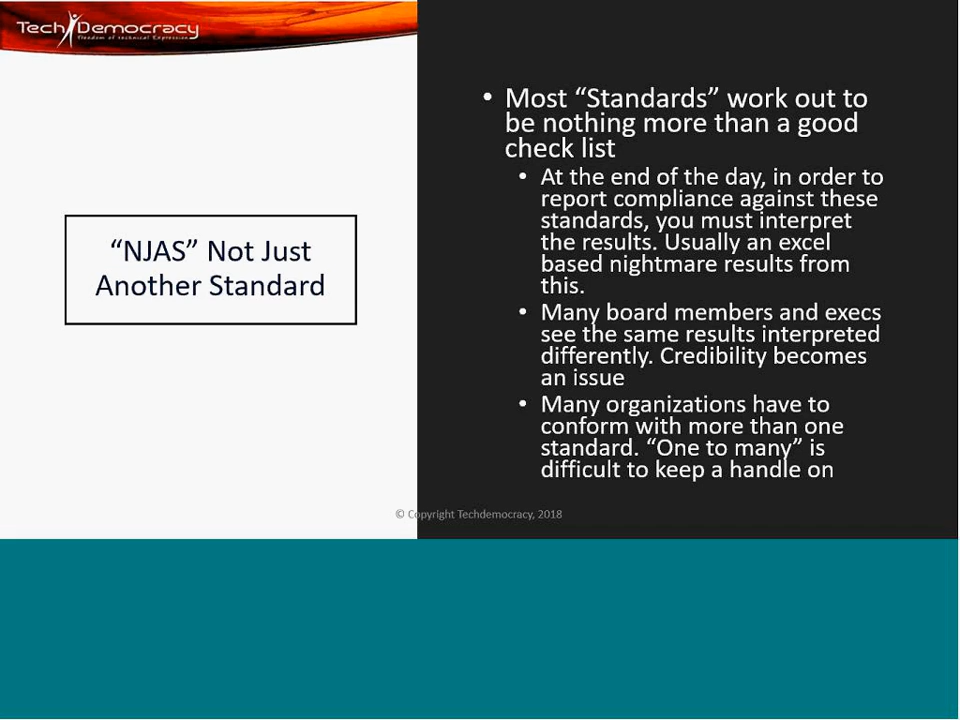 Tech Democracy
Freedom of Technical Expression
“NJAS” Not Just
Another Standard
• Most “Standards” work out to
be nothing more than a good
check list
• At the end of the day, in order to
report compliance against these
standards, you must interpret
the results. Usually an excel
based nightmare results from
this.
• Many board members and execs
see the same results interpreted
differently. Credibility becomes
an issue
• Many organizations have to
conform with more than one
standard. “One to many” is
difficult to keep a handle on
© Copyright Techdemocracy, 2018